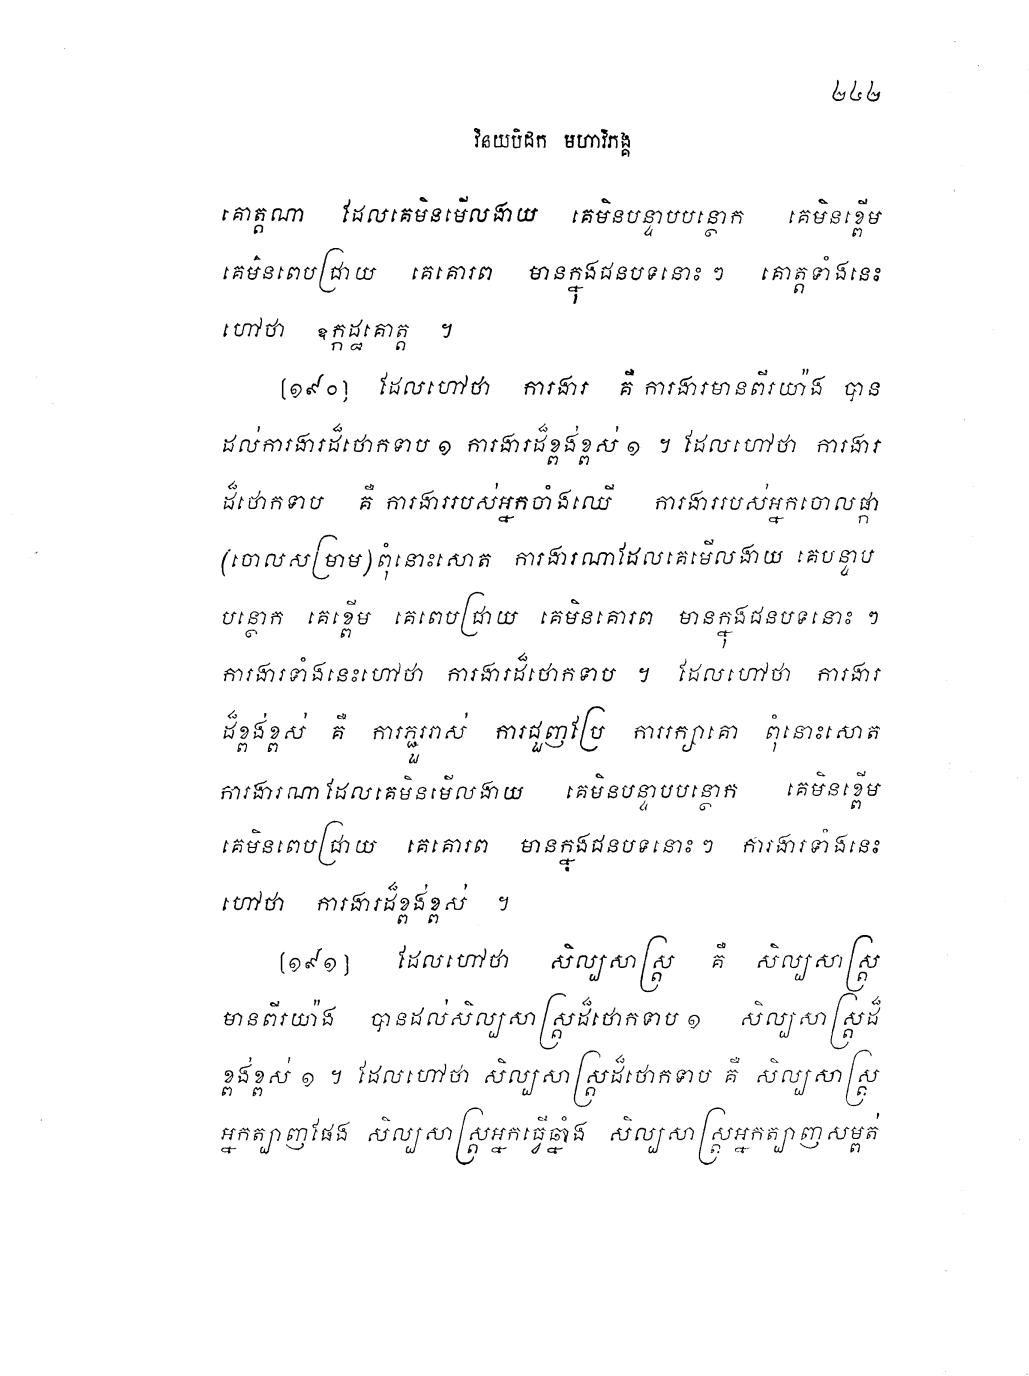 ២៤២
វិនយបិដក មហាវិភង្គ
គោត្តណា ដែលគេមិនមើលងាយ គេមិនបន្ទាបបន្ថោក គេមិនខ្ពើម
គេមិនពេបជ្រាយ គេគោរព មានក្នុងជនបទនោះ ៗ គោត្តទាំងនេះ
ហៅថា ឧក្កដ្ឋគោត្ត ។
[១៩០] ដែលហៅថា ការងារ គឺ ការងារមានពីរយ៉ាង បាន
ដល់ការងារដ៏ថោកទាប ១ ការងារដ៏ខ្ពង់ខ្ពស់ ១ ។ ដែលហៅថា ការងារ
ដ៏ថោកទាប គឺ ការងាររបស់អ្នកចាំងឈើ ការងាររបស់អ្នកចោលផ្កា
(ចោលសម្រាម) ពុំនោះសោត ការងារណាដែលគេមើលងាយ គេបន្ទាប
បន្ថោក គេខ្ពើម គេពេបជ្រាយ គេមិនគោរព មានក្នុងជនបទនោះ ៗ
ការងារទាំងនេះហៅថា ការងារដ៏ថោកទាប ។ ដែលហៅថា ការងារ
ដ៏ខ្ពង់ខ្ពស់ គឺ ការភ្ជួររាស់ ការជួញប្រែ ការរក្សាគោ ពុំនោះសោត
ការងារណាដែលគេមិនមើលងាយ គេមិនបន្ទាបបន្ថោក គេមិនខ្ពើម
គេមិនពេបជ្រាយ គេគោរព មានក្នុងជនបទនោះ ៗ ការងារទាំងនេះ
ហៅថា ការងារដ៏ខ្ពង់ខ្ពស់ ។
[១៩១] ដែលហៅថា សិល្បសាស្ត្រ គឺ សិល្បសាស្ត្រ
មានពីរយ៉ាង បានដល់សិល្បសាស្ត្រដ៏ថោកទាប ១ សិល្បសាស្ត្រដ៏
ខ្ពង់ខ្ពស់ ១ ។ ដែលហៅថា សិល្បសាស្ត្រដ៏ថោកទាប គឺ សិល្បសាស្ត្រ
អ្នកត្បាញផែង សិល្បសាស្ត្រអ្នកធ្វើឆ្នាំង សិល្បសាស្ត្រអ្នកត្បាញសម្ពត់